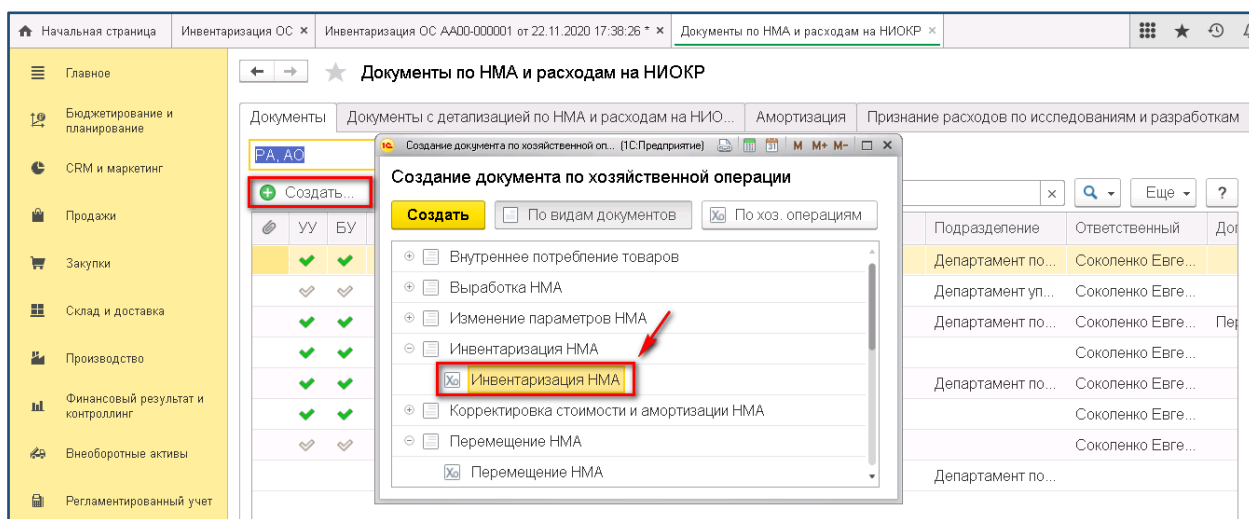 Начальная страница
Инвентаризация ОС ×
Инвентаризация ОС АА00-000001 от 22.11.2020 17:38:26 * ×
Документы по НМА и расходам на НИОКР ×
Главное
Бюджетирование и
планирование
CRM и маркетинг
Продажи
Закупки
Склад и доставка
Производство
Финансовый результат и
контроллинг
Внеоборотные активы
Регламентированный учет
Документы по НМА и расходам на НИОКР
Документы
Документы с детализацией по НМА и расходам на НИО...
Амортизация
Признание расходов по исследованиям и разработкам
РА, АО
Создать...
×
Еще
?
УУ
БУ
Подразделение
Ответственный
Департамент по...
Соколенко Евге...
Департамент уп...
Соколенко Евге...
Департамент по...
Соколенко Евге...
Соколенко Евге...
Департамент по...
Соколенко Евге...
Соколенко Евге...
Соколенко Евге...
Департамент по...
Создание документа по хозяйственной оп... (1С:Предприятие)
M M+ M-
Создание документа по хозяйственной операции
Создать
По видам документов
По хоз. операциям
Внутреннее потребление товаров
Выработка НМА
Изменение параметров НМА
Инвентаризация НМА
Инвентаризация НМА
Корректировка стоимости и амортизации НМА
Перемещение НМА
Перемещение НМА